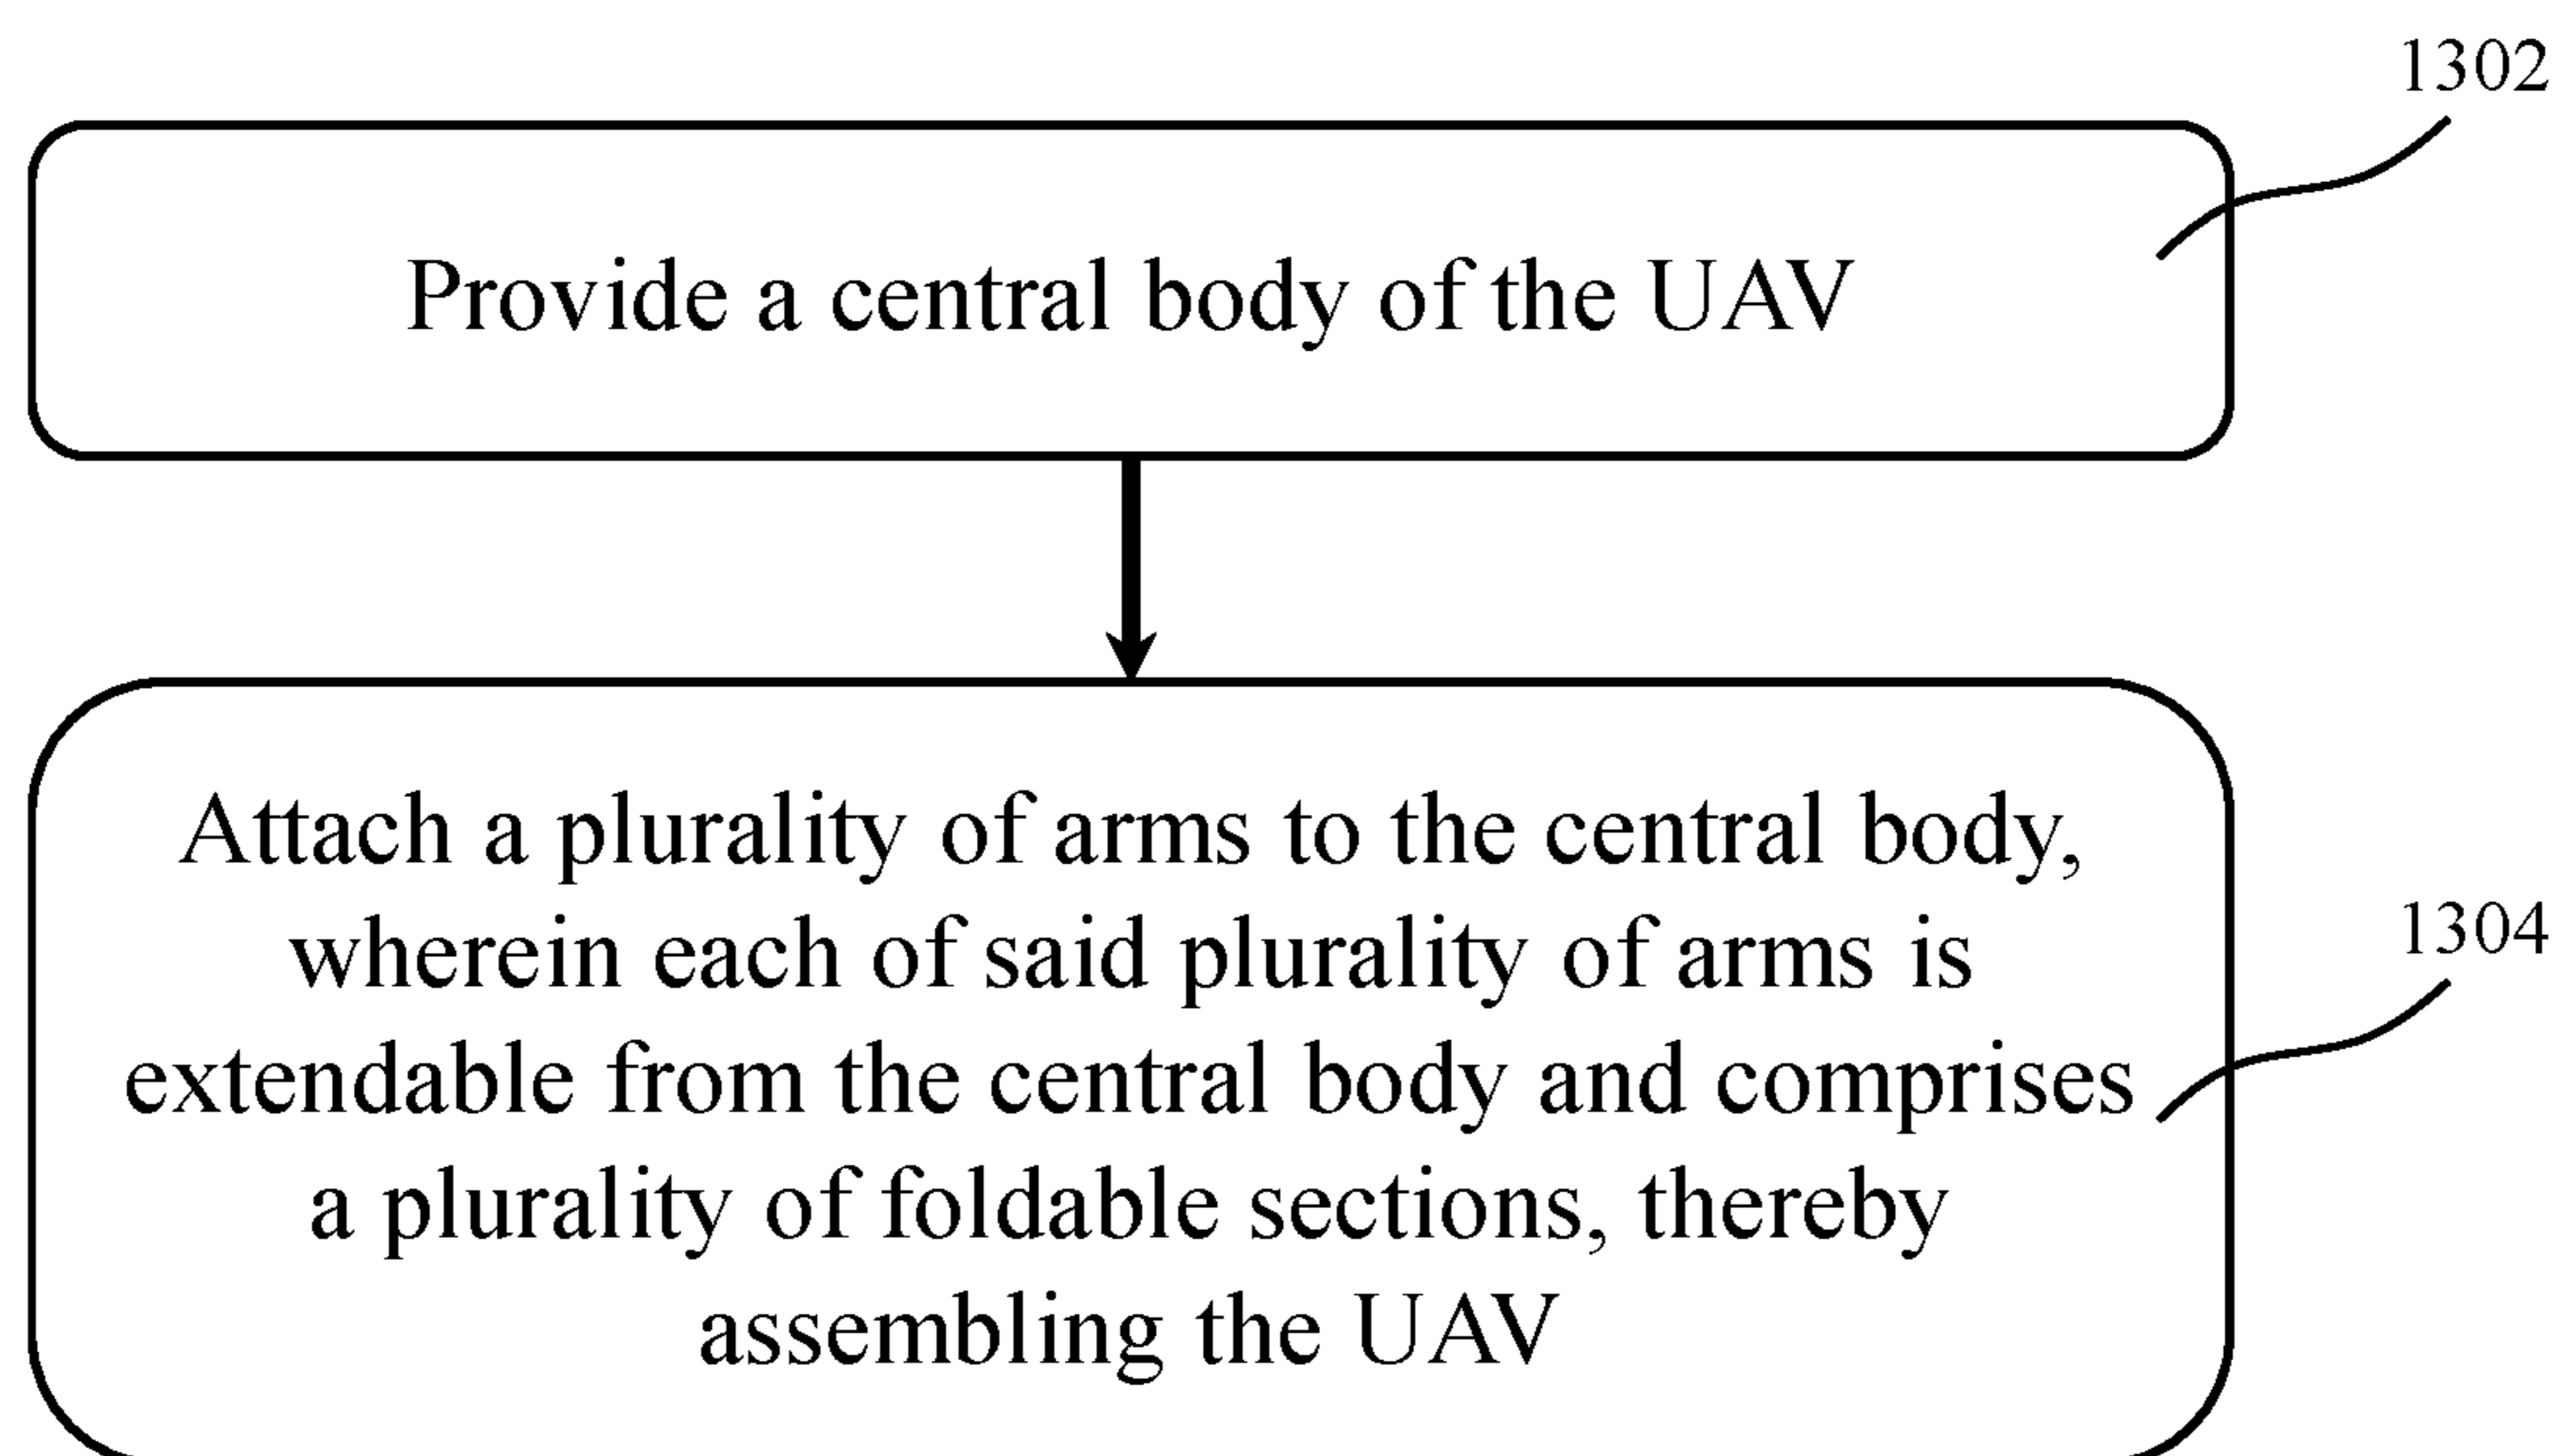 1302
Provide a central body of the UAV
Attach a plurality of arms to the central body,
wherein each of said plurality of arms is
1304
extendable from the central body and comprises
a plurality of foldable sections, thereby
assembling the UAV